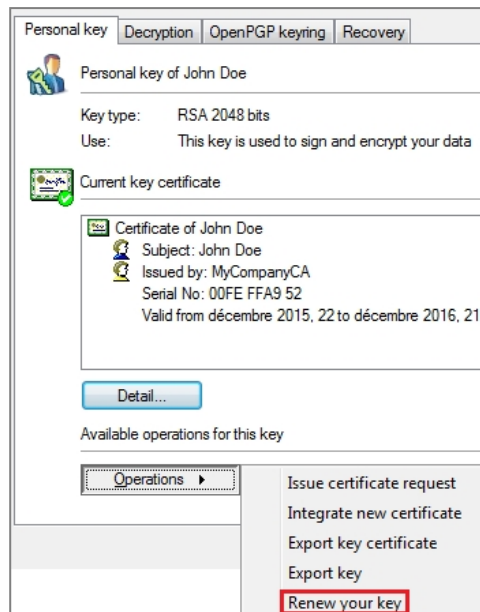 Personal key Decryption OpenPGP keyring Recovery
Personal key of John Doe
Key type: RSA 2048 bits
Use: This key is used to sign and encrypt your data
Current key certificate
Certificate of John Doe
Subject: John Doe
Issued by: MyCompanyCA
Serial No: 00FE FFA9 52
Valid from décembre 2015, 22 to décembre 2016, 21
Detail...
Available operations for this key
Operations
Issue certificate request
Integrate new certificate
Export key certificate
Export key
Renew your key